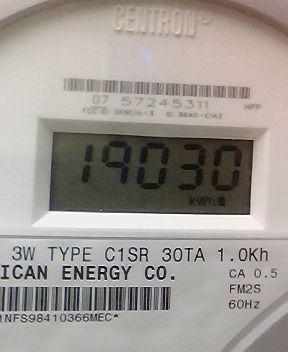 CENTRON
07 57245311 HPP
19030
kWh
3W TYPE C1SR 30TA 1.0Kh
ICAN ENERGY CO. CA 0.5
FM2S
60Hz
NFS98410366MEC*